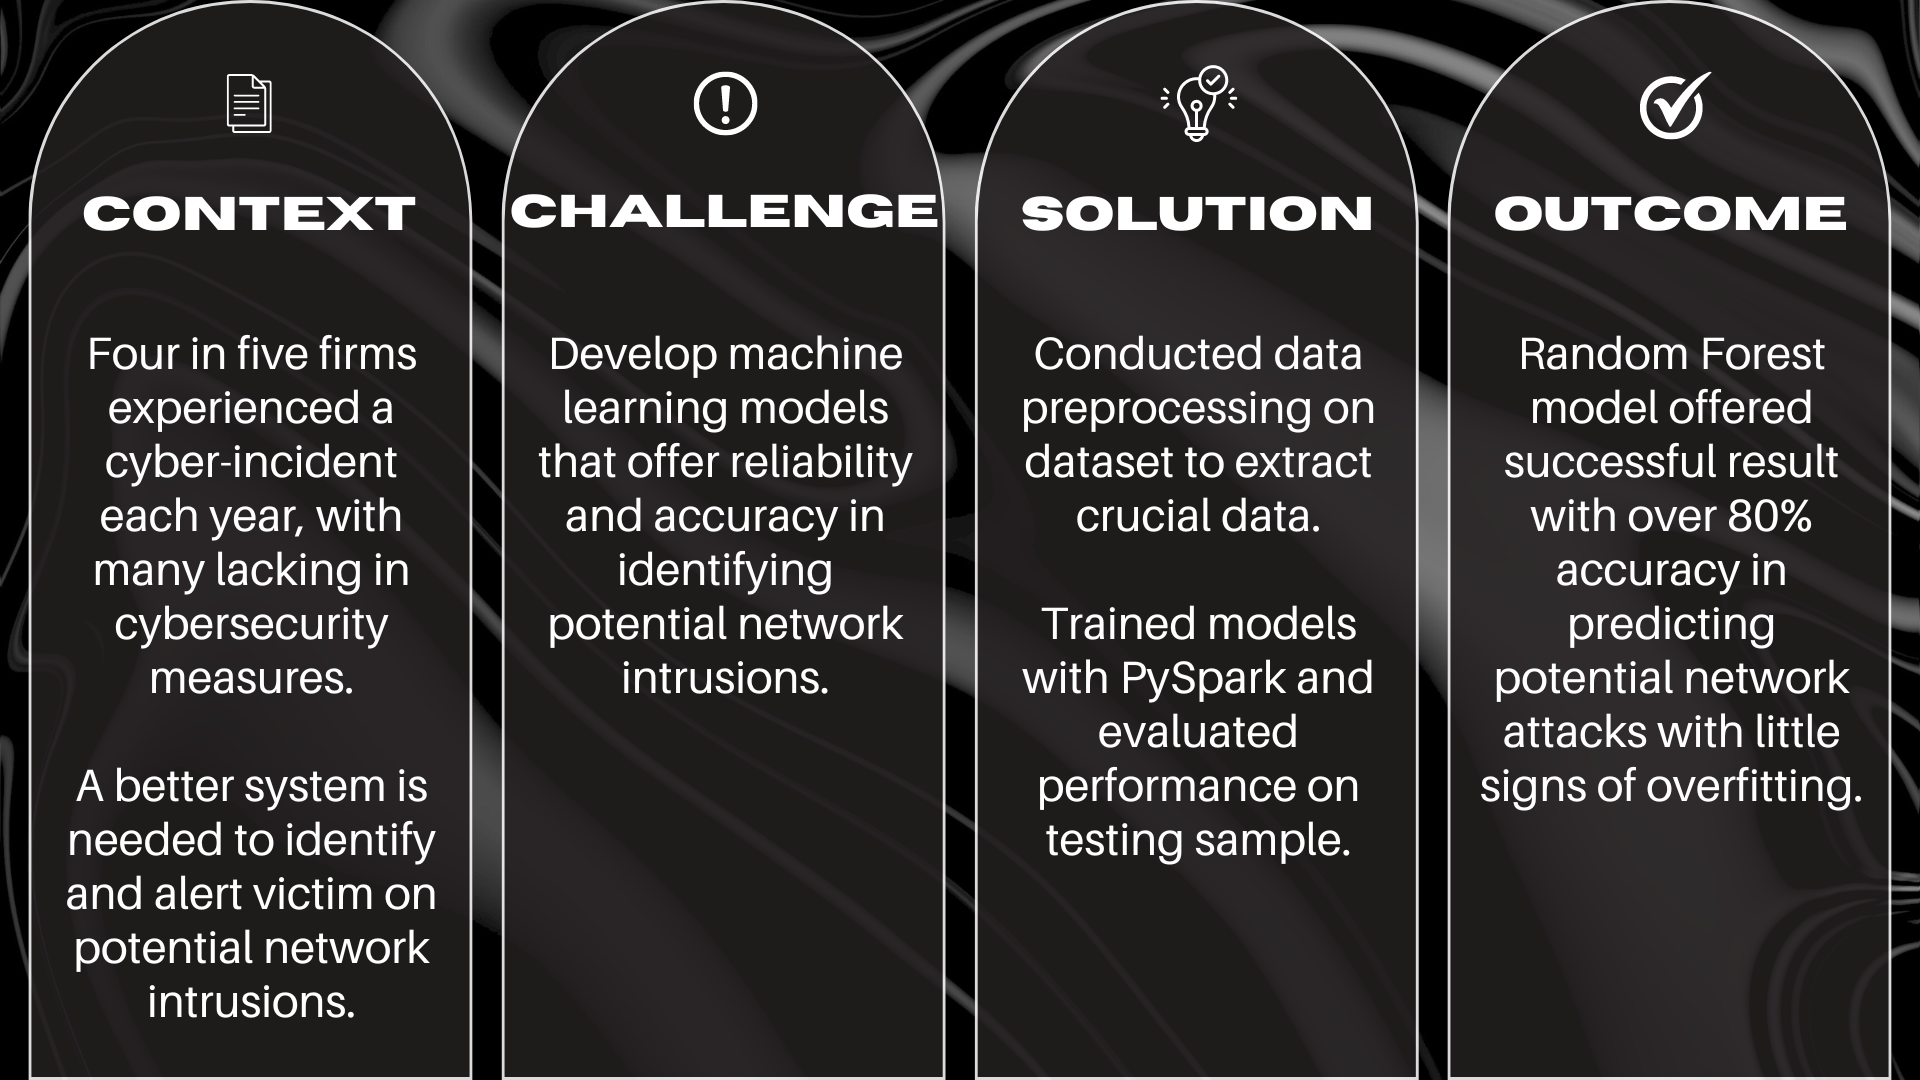 CONTEXT
Four in five firms
experienced a
cyber-incident
each year, with
many lacking in
cybersecurity
measures.
A better system is
needed to identify
and alert victim on
potential network
intrusions.
CHALLENGE
Develop machine
learning models
that offer reliability
and accuracy in
identifying
potential network
intrusions.
SOLUTION
Conducted data
preprocessing on
dataset to extract
crucial data.
Trained models
with PySpark and
evaluated
performance on
testing sample.
OUTCOME
Random Forest
model offered
successful result
with over 80%
accuracy in
predicting
potential network
attacks with little
signs of overfitting.